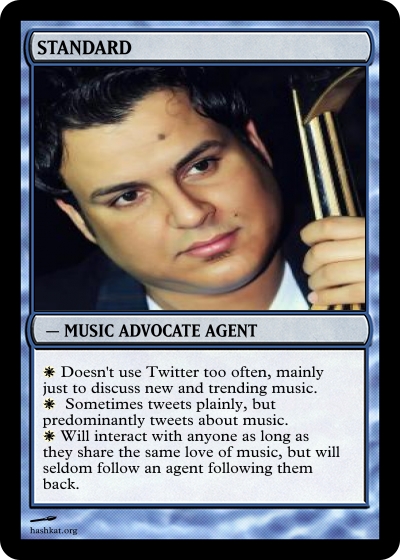 STANDARD
— MUSIC ADVOCATE AGENT
✷ Doesn't use Twitter too often, mainly
just to discuss new and trending music.
✷ Sometimes tweets plainly, but
predominantly tweets about music.
✷ Will interact with anyone as long as
they share the same love of music, but will
seldom follow an agent following them
back.
hashkat.org